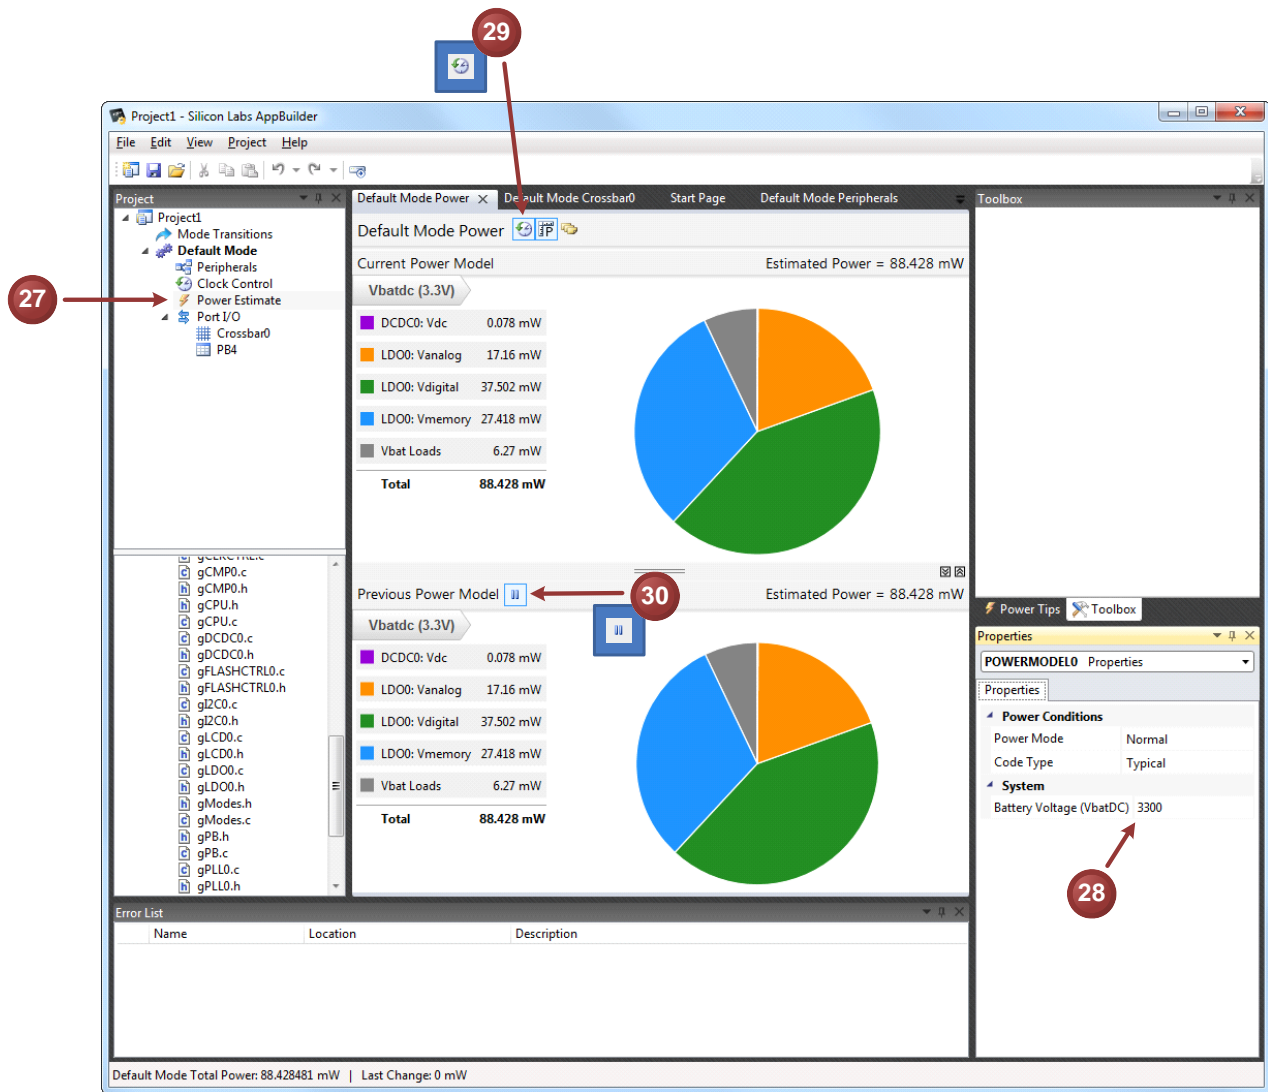 29
Project1 - Silicon Labs AppBuilder
File Edit View Project Help
Project
Project1
Mode Transitions
Default Mode
Peripherals
Clock Control
Power Estimate
Port I/O
Crossbar0
PB4
27
Default Mode Power Default Mode Crossbar0 Start Page Default Mode Peripherals
Default Mode Power
Current Power Model Estimated Power = 88.428 mW
Vbatdc (3.3V)
DCDC0: Vdc 0.078 mW
LDO0: Vanalog 17.16 mW
LDO0: Vdigital 37.502 mW
LDO0: Vmemory 27.418 mW
Vbat Loads 6.27 mW
Total 88.428 mW
Previous Power Model Estimated Power = 88.428 mW
30
Vbatdc (3.3V)
DCDC0: Vdc 0.078 mW
LDO0: Vanalog 17.16 mW
LDO0: Vdigital 37.502 mW
LDO0: Vmemory 27.418 mW
Vbat Loads 6.27 mW
Total 88.428 mW
gCLKCTRL.c
gCMP0.c
gCMP0.h
gCPU.h
gCPU.c
gDCDC0.c
gDCDC0.h
gFLASHCTRL0.c
gFLASHCTRL0.h
gI2C0.c
gI2C0.h
gLCD0.c
gLCD0.h
gLDO0.c
gLDO0.h
gModes.h
gModes.c
gPB.h
gPB.c
gPLL0.c
gPLL0.h
Toolbox
Power Tips Toolbox
Properties
POWERMODEL0 Properties
Properties
Power Conditions
Power Mode Normal
Code Type Typical
System
Battery Voltage (VbatDC) 3300
28
Error List
Name Location Description
Default Mode Total Power: 88.428481 mW | Last Change: 0 mW